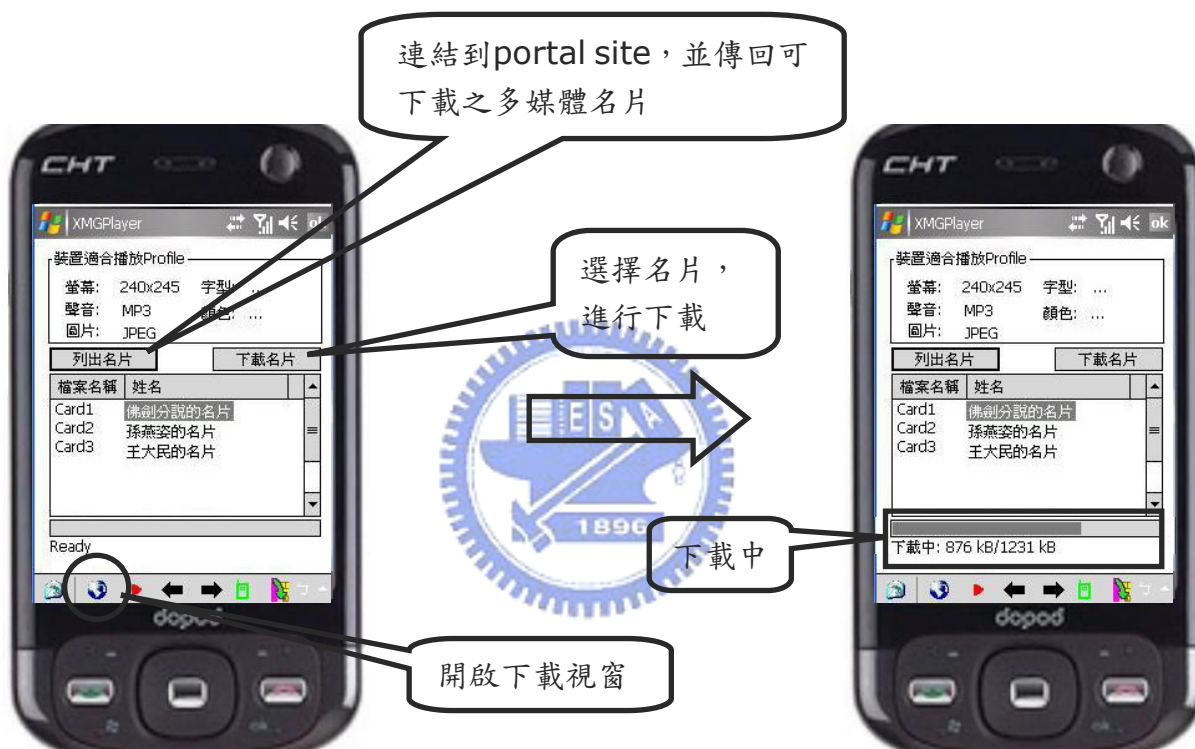 連結到portal site，並傳回可
下載之多媒體名片
CHT
XMGPlayer
ok
裝置適合播放Profile
螢幕: 240x245 字型: ...
聲音: MP3 顏色: ...
圖片: JPEG
列出名片 下載名片
檔案名稱 姓名
Card1 佛劍分說的名片
Card2 孫燕姿的名片
Card3 王大民的名片
Ready
dopod
選擇名片，
進行下載
ESA
1896
下載中
開啟下載視窗
CHT
XMGPlayer
ok
裝置適合播放Profile
螢幕: 240x245 字型: ...
聲音: MP3 顏色: ...
圖片: JPEG
列出名片 下載名片
檔案名稱 姓名
Card1 佛劍分說的名片
Card2 孫燕姿的名片
Card3 王大民的名片
下載中: 876 kB/1231 kB
dopod
ok